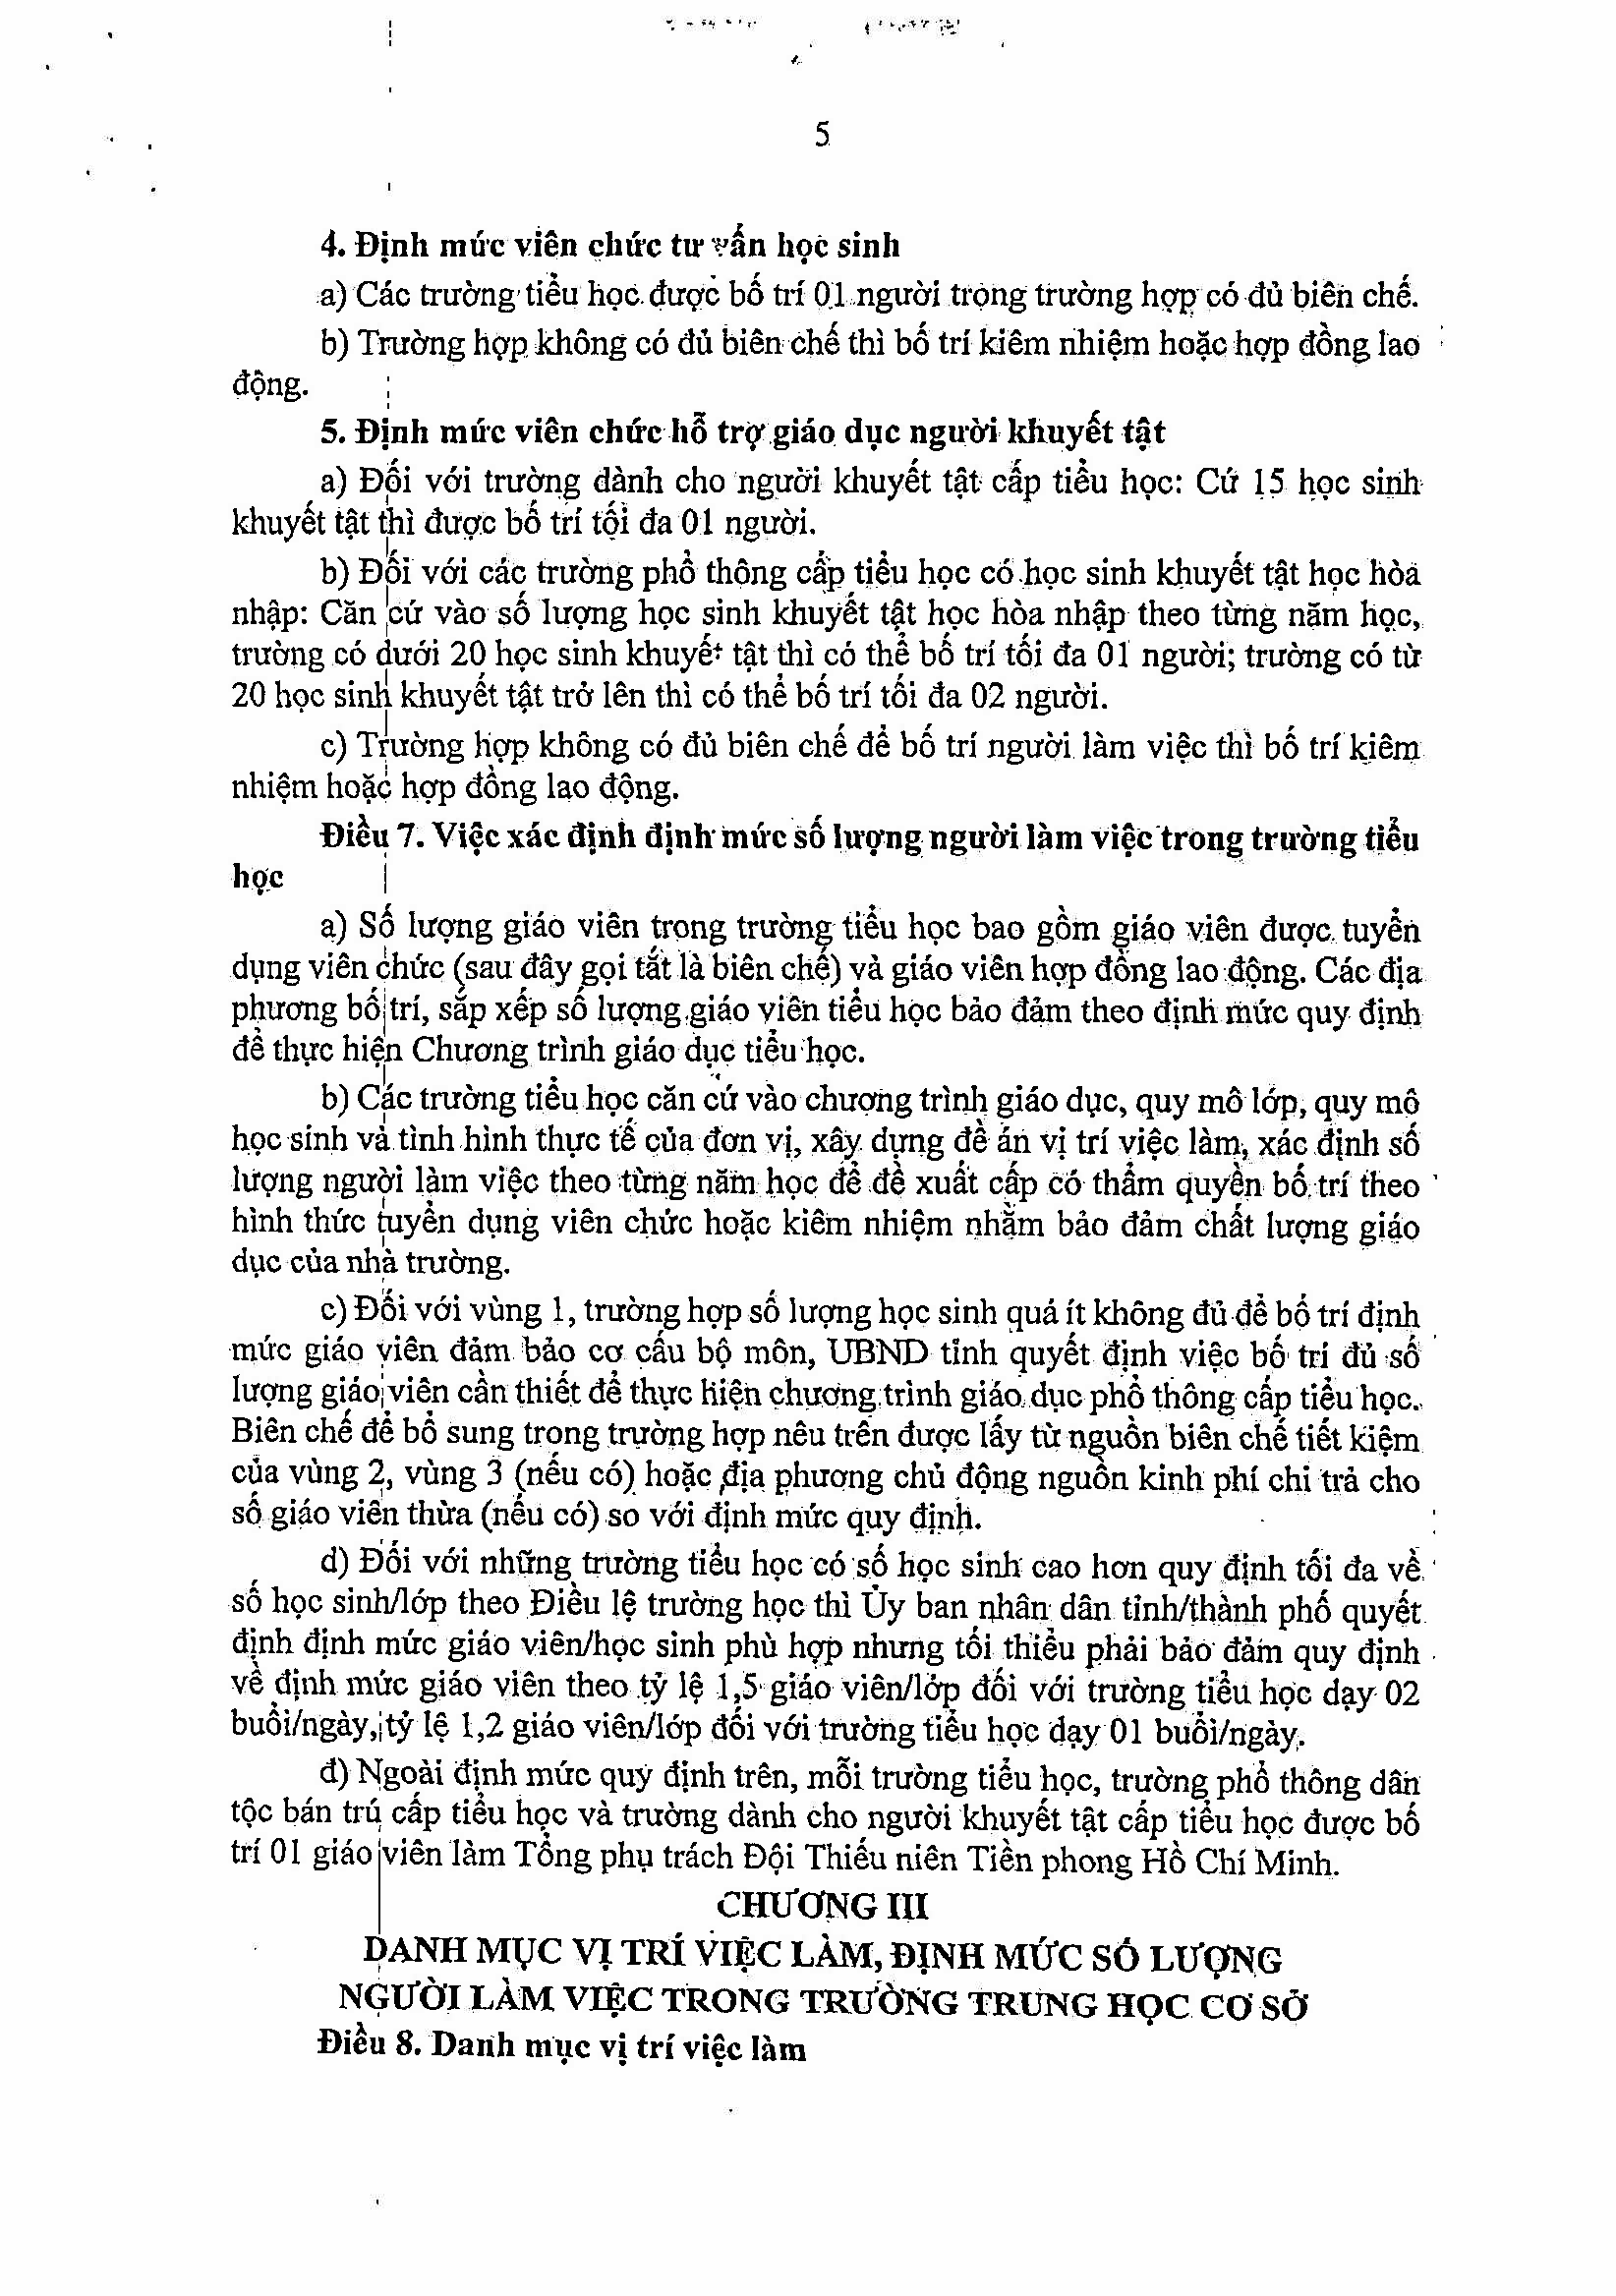 5
4. Định mức viên chức tư vấn học sinh
a) Các trường tiểu học được bố trí 01 người trong trường hợp có đủ biên chế.
b) Trường hợp không có đủ biên chế thì bố trí kiêm nhiệm hoặc hợp đồng lao
động.
5. Định mức viên chức hỗ trợ giáo dục người khuyết tật
a) Đối với trường dành cho người khuyết tật cấp tiểu học: Cứ 15 học sinh
khuyết tật thì được bố trí tối đa 01 người.
b) Đối với các trường phổ thông cấp tiểu học có học sinh khuyết tật học hòa
nhập: Căn cứ vào số lượng học sinh khuyết tật học hòa nhập theo từng năm học,
trường có dưới 20 học sinh khuyết tật thì có thể bố trí tối đa 01 người; trường có từ
20 học sinh khuyết tật trở lên thì có thể bố trí tối đa 02 người.
c) Trường hợp không có đủ biên chế để bố trí người làm việc thì bố trí kiêm
nhiệm hoặc hợp đồng lao động.
Điều 7. Việc xác định định mức số lượng người làm việc trong trường tiểu
học
a) Số lượng giáo viên trong trường tiểu học bao gồm giáo viên được tuyển
dụng viên chức (sau đây gọi tắt là biên chế) và giáo viên hợp đồng lao động. Các địa
phương bố trí, sắp xếp số lượng giáo viên tiểu học bảo đảm theo định mức quy định
để thực hiện Chương trình giáo dục tiểu học.
b) Các trường tiểu học căn cứ vào chương trình giáo dục, quy mô lớp, quy mô
học sinh và tình hình thực tế của đơn vị, xây dựng đề án vị trí việc làm, xác định số
lượng người làm việc theo từng năm học để đề xuất cấp có thẩm quyền bố trí theo
hình thức tuyển dụng viên chức hoặc kiêm nhiệm nhằm bảo đảm chất lượng giáo
dục của nhà trường.
c) Đối với vùng 1, trường hợp số lượng học sinh quá ít không đủ để bố trí định
mức giáo viên đảm bảo cơ cấu bộ môn, UBND tỉnh quyết định việc bố trí đủ số
lượng giáo viên cần thiết để thực hiện chương trình giáo dục phổ thông cấp tiểu học.
Biên chế để bổ sung trong trường hợp nêu trên được lấy từ nguồn biên chế tiết kiệm
của vùng 2, vùng 3 (nếu có) hoặc địa phương chủ động nguồn kinh phí chi trả cho
số giáo viên thừa (nếu có) so với định mức quy định.
d) Đối với những trường tiểu học có số học sinh cao hơn quy định tối đa về
số học sinh/lớp theo Điều lệ trường học thì Ủy ban nhân dân tỉnh/thành phố quyết
định định mức giáo viên/học sinh phù hợp nhưng tối thiểu phải bảo đảm quy định
về định mức giáo viên theo tỷ lệ 1,5 giáo viên/lớp đối với trường tiểu học dạy 02
buổi/ngày, tỷ lệ 1,2 giáo viên/lớp đối với trường tiểu học dạy 01 buổi/ngày.
đ) Ngoài định mức quy định trên, mỗi trường tiểu học, trường phổ thông dân
tộc bán trú cấp tiểu học và trường dành cho người khuyết tật cấp tiểu học được bố
trí 01 giáo viên làm Tổng phụ trách Đội Thiếu niên Tiền phong Hồ Chí Minh.
CHƯƠNG III
DANH MỤC VỊ TRÍ VIỆC LÀM, ĐỊNH MỨC SỐ LƯỢNG
NGƯỜI LÀM VIỆC TRONG TRƯỜNG TRUNG HỌC CƠ SỞ
Điều 8. Danh mục vị trí việc làm